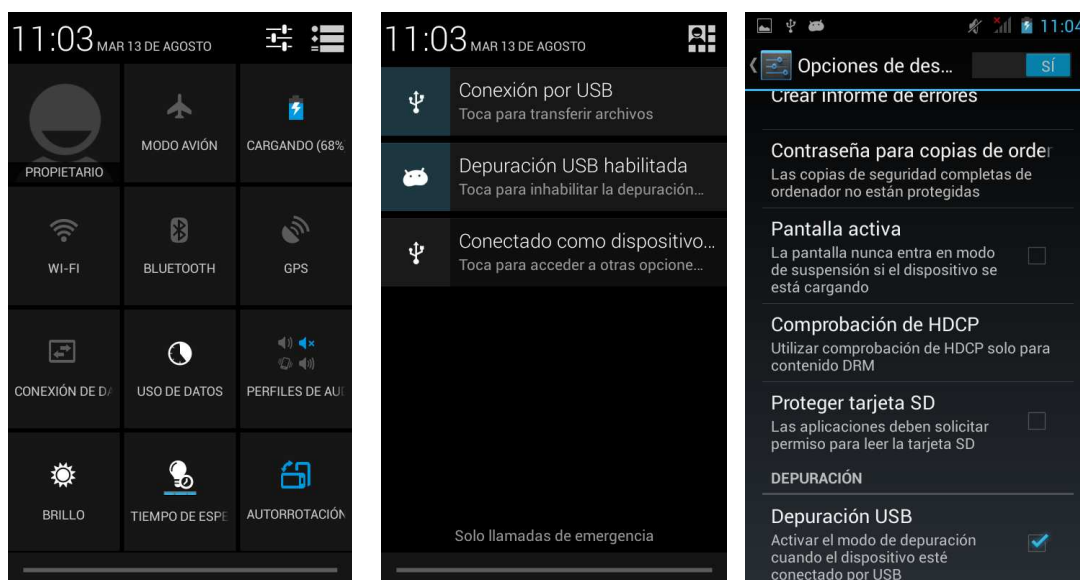 11:03 MAR 13 DE AGOSTO
PROPIETARIO
MODO AVIÓN
CARGANDO (68%
WI-FI
BLUETOOTH
GPS
CONEXIÓN DE DA
USO DE DATOS
PERFILES DE AUD
BRILLO
TIEMPO DE ESPE
AUTORROTACIÓN
11:03 MAR 13 DE AGOSTO
Conexión por USB
Toca para transferir archivos
Depuración USB habilitada
Toca para inhabilitar la depuración...
Conectado como dispositivo...
Toca para acceder a otras opcione...
Solo llamadas de emergencia
11:04
Opciones de des...
SÍ
Crear informe de errores
Contraseña para copias de order
Las copias de seguridad completas de
ordenador no están protegidas
Pantalla activa
La pantalla nunca entra en modo
de suspensión si el dispositivo se
está cargando
Comprobación de HDCP
Utilizar comprobación de HDCP solo para
contenido DRM
Proteger tarjeta SD
Las aplicaciones deben solicitar
permiso para leer la tarjeta SD
DEPURACIÓN
Depuración USB
Activar el modo de depuración
cuando el dispositivo esté
conectado por USB